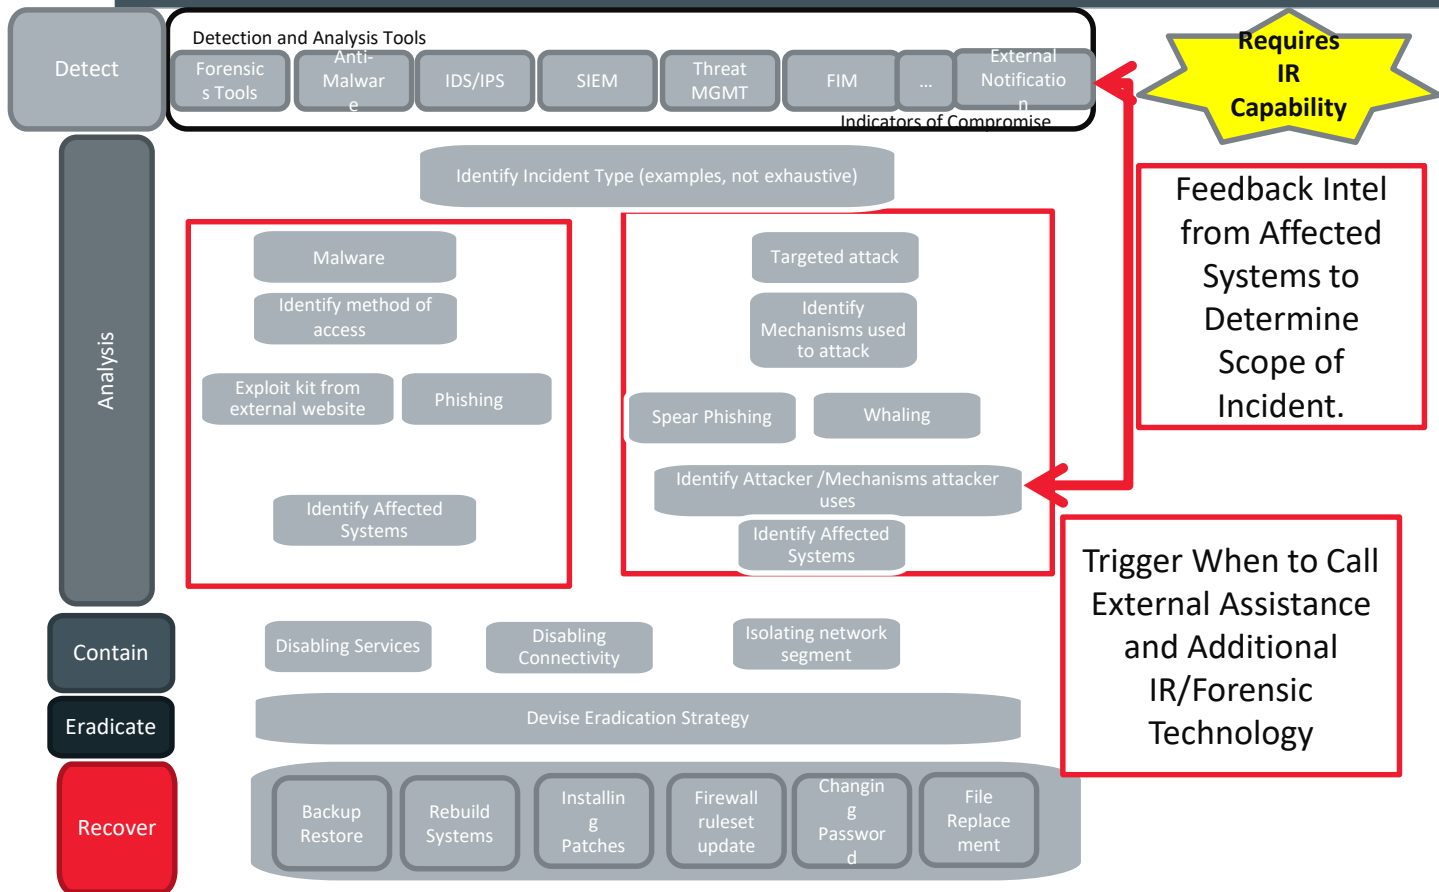 Detect
Detection and Analysis Tools
Forensic
s Tools
Anti-
Malwar
e
IDS/IPS
SIEM
Threat
MGMT
FIM
...
External
Notificatio
n
Indicators of Compromise
Requires
IR
Capability
Analysis
Identify Incident Type (examples, not exhaustive)
Malware
Identify method of
access
Exploit kit from
external website
Phishing
Identify Affected
Systems
Targeted attack
Identify
Mechanisms used
to attack
Spear Phishing
Whaling
Identify Attacker /Mechanisms attacker
uses
Identify Affected
Systems
Feedback Intel
from Affected
Systems to
Determine
Scope of
Incident.
Trigger When to Call
External Assistance
and Additional
IR/Forensic
Technology
Contain
Disabling Services
Disabling
Connectivity
Isolating network
segment
Eradicate
Devise Eradication Strategy
Recover
Backup
Restore
Rebuild
Systems
Installin
g
Patches
Firewall
ruleset
update
Changin
g
Passwor
d
File
Replace
ment